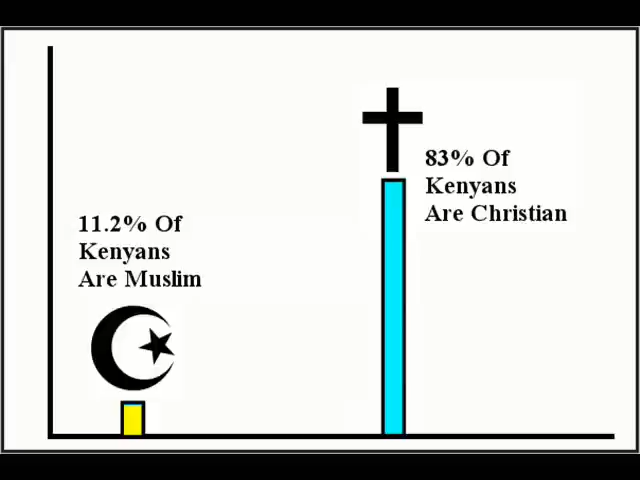 11.2% Of
Kenyans
Are Muslim
83% Of
Kenyans
Are Christian